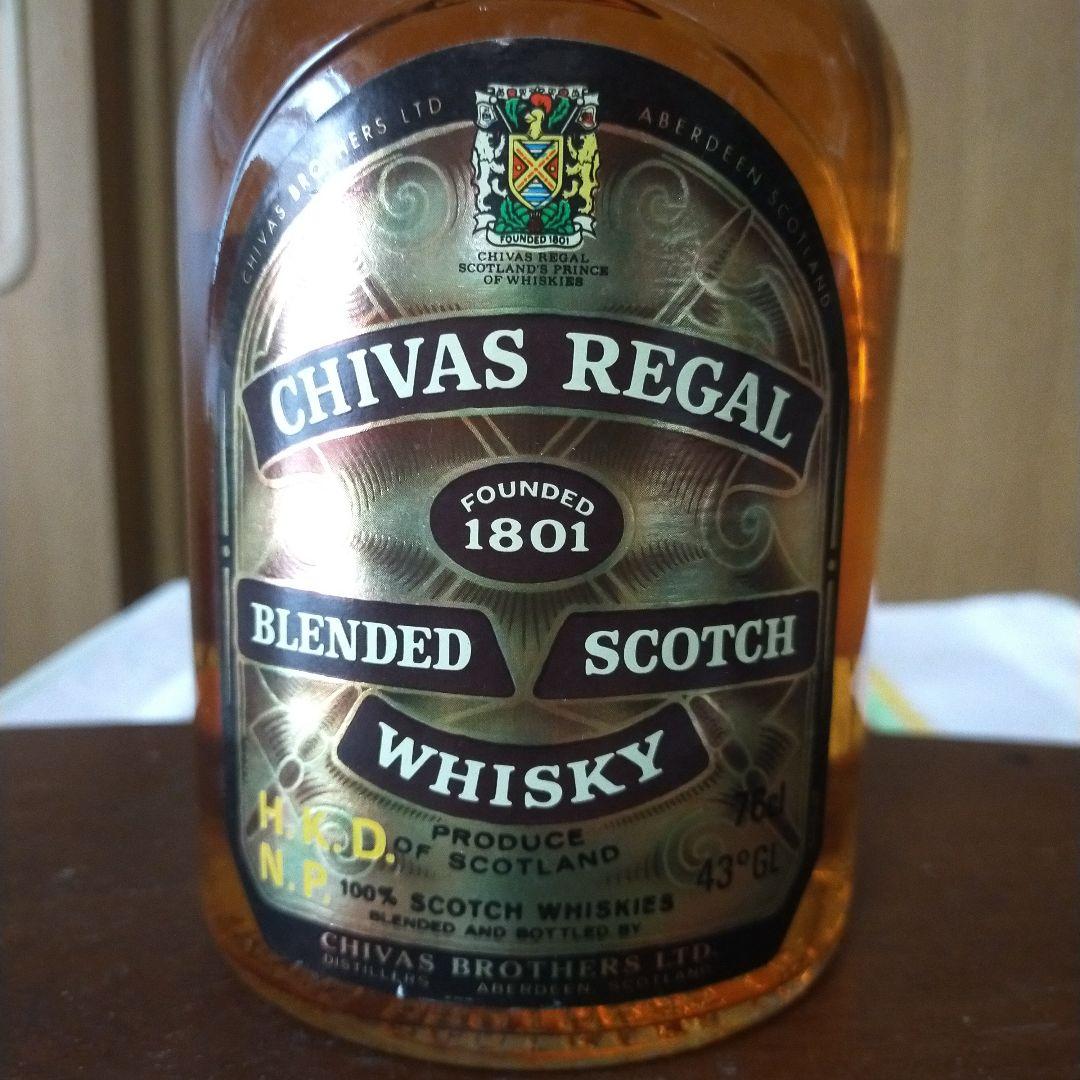 CHIVAS BROTHERS LTD
ABERDEEN SCOTLAND
FOUNDED 1801
CHIVAS REGAL
SCOTLAND'S PRINCE
OF WHISKIES
CHIVAS REGAL
FOUNDED
1801
BLENDED SCOTCH
WHISKY
75cl
43°GL
H.K.D.
N.P.
PRODUCE
OF SCOTLAND
100% SCOTCH WHISKIES
BLENDED AND BOTTLED BY
CHIVAS BROTHERS LTD.
DISTILLERS ABERDEEN, SCOTLAND